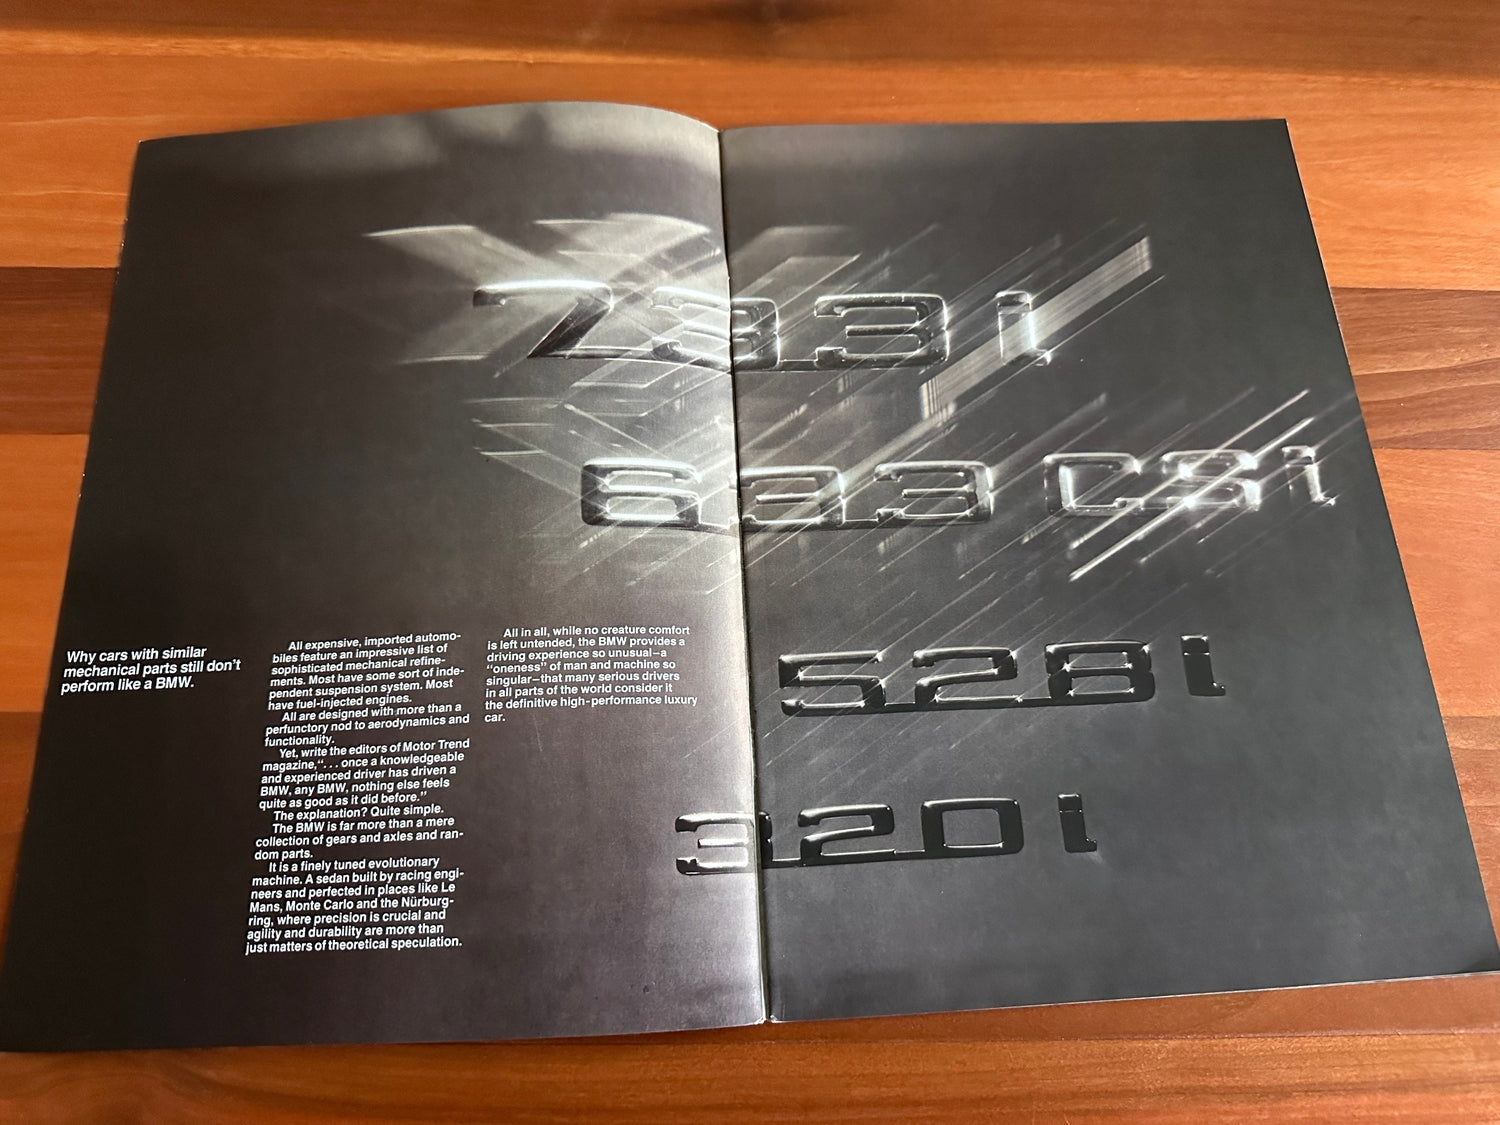 733i
633 CSi
528i
320i
Why cars with similar
mechanical parts still don't
perform like a BMW.
All expensive, imported automo-
biles feature an impressive list of
sophisticated mechanical refine-
ments. Most have some sort of inde-
pendent suspension system. Most
have fuel-injected engines.
All are designed with more than a
perfunctory nod to aerodynamics and
functionality.
Yet, write the editors of Motor Trend
magazine,"... once a knowledgeable
and experienced driver has driven a
BMW, any BMW, nothing else feels
quite as good as it did before."
The explanation? Quite simple.
The BMW is far more than a mere
collection of gears and axles and ran-
dom parts.
It is a finely tuned evolutionary
machine. A sedan built by racing engi-
neers and perfected in places like Le
Mans, Monte Carlo and the Nürburg-
ring, where precision is crucial and
agility and durability are more than
just matters of theoretical speculation.
All in all, while no creature comfort
is left untended, the BMW provides a
driving experience so unusual–a
"oneness" of man and machine so
singular–that many serious drivers
in all parts of the world consider it
the definitive high-performance luxury
car.